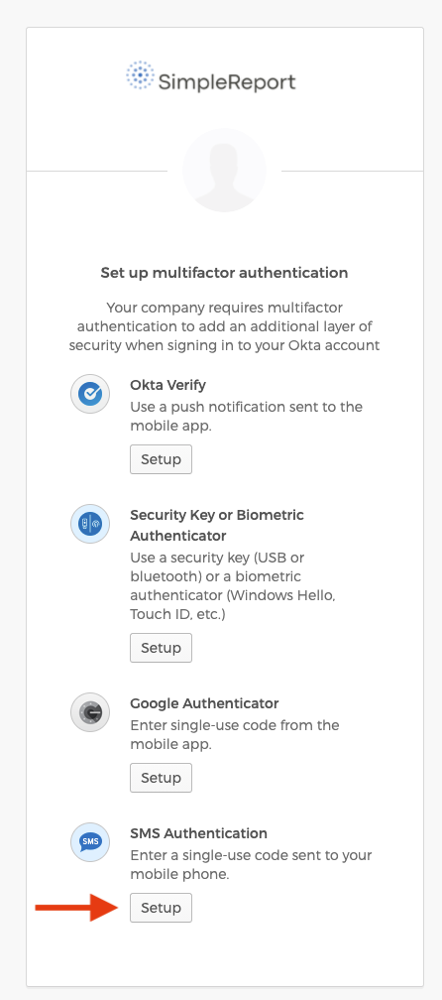 SimpleReport
Set up multifactor authentication
Your company requires multifactor
authentication to add an additional layer of
security when signing in to your Okta account
Okta Verify
Use a push notification sent to the
mobile app.
Setup
Security Key or Biometric
Authenticator
Use a security key (USB or
bluetooth) or a biometric
authenticator (Windows Hello,
Touch ID, etc.)
Setup
Google Authenticator
Enter single-use code from the
mobile app.
Setup
SMS
SMS Authentication
Enter a single-use code sent to your
mobile phone.
Setup